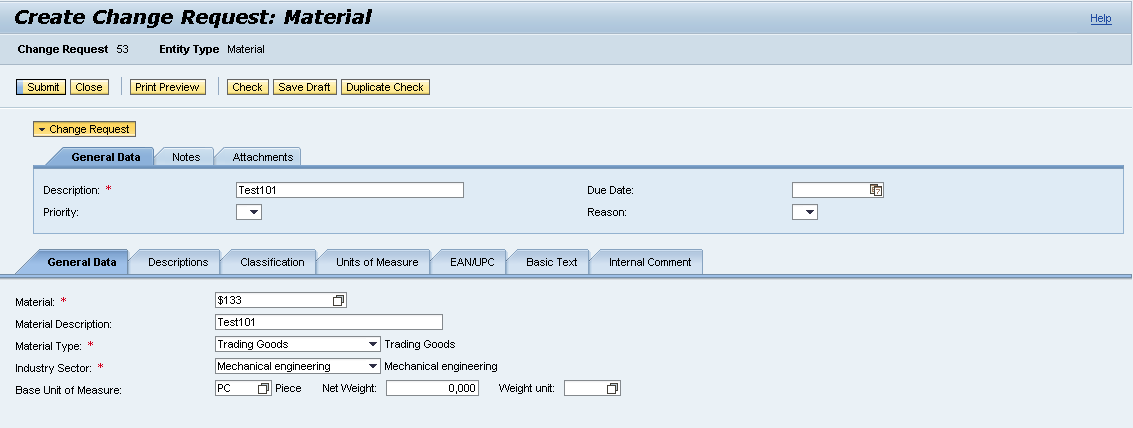 Create Change Request: Material
Help
Change Request 53 Entity Type Material
Submit Close Print Preview Check Save Draft Duplicate Check
Change Request
General Data Notes Attachments
Description: * Test101 Due Date:
Priority: Reason:
General Data Descriptions Classification Units of Measure EAN/UPC Basic Text Internal Comment
Material: * $133
Material Description: Test101
Material Type: * Trading Goods Trading Goods
Industry Sector: * Mechanical engineering Mechanical engineering
Base Unit of Measure: PC Piece Net Weight: 0,000 Weight unit: